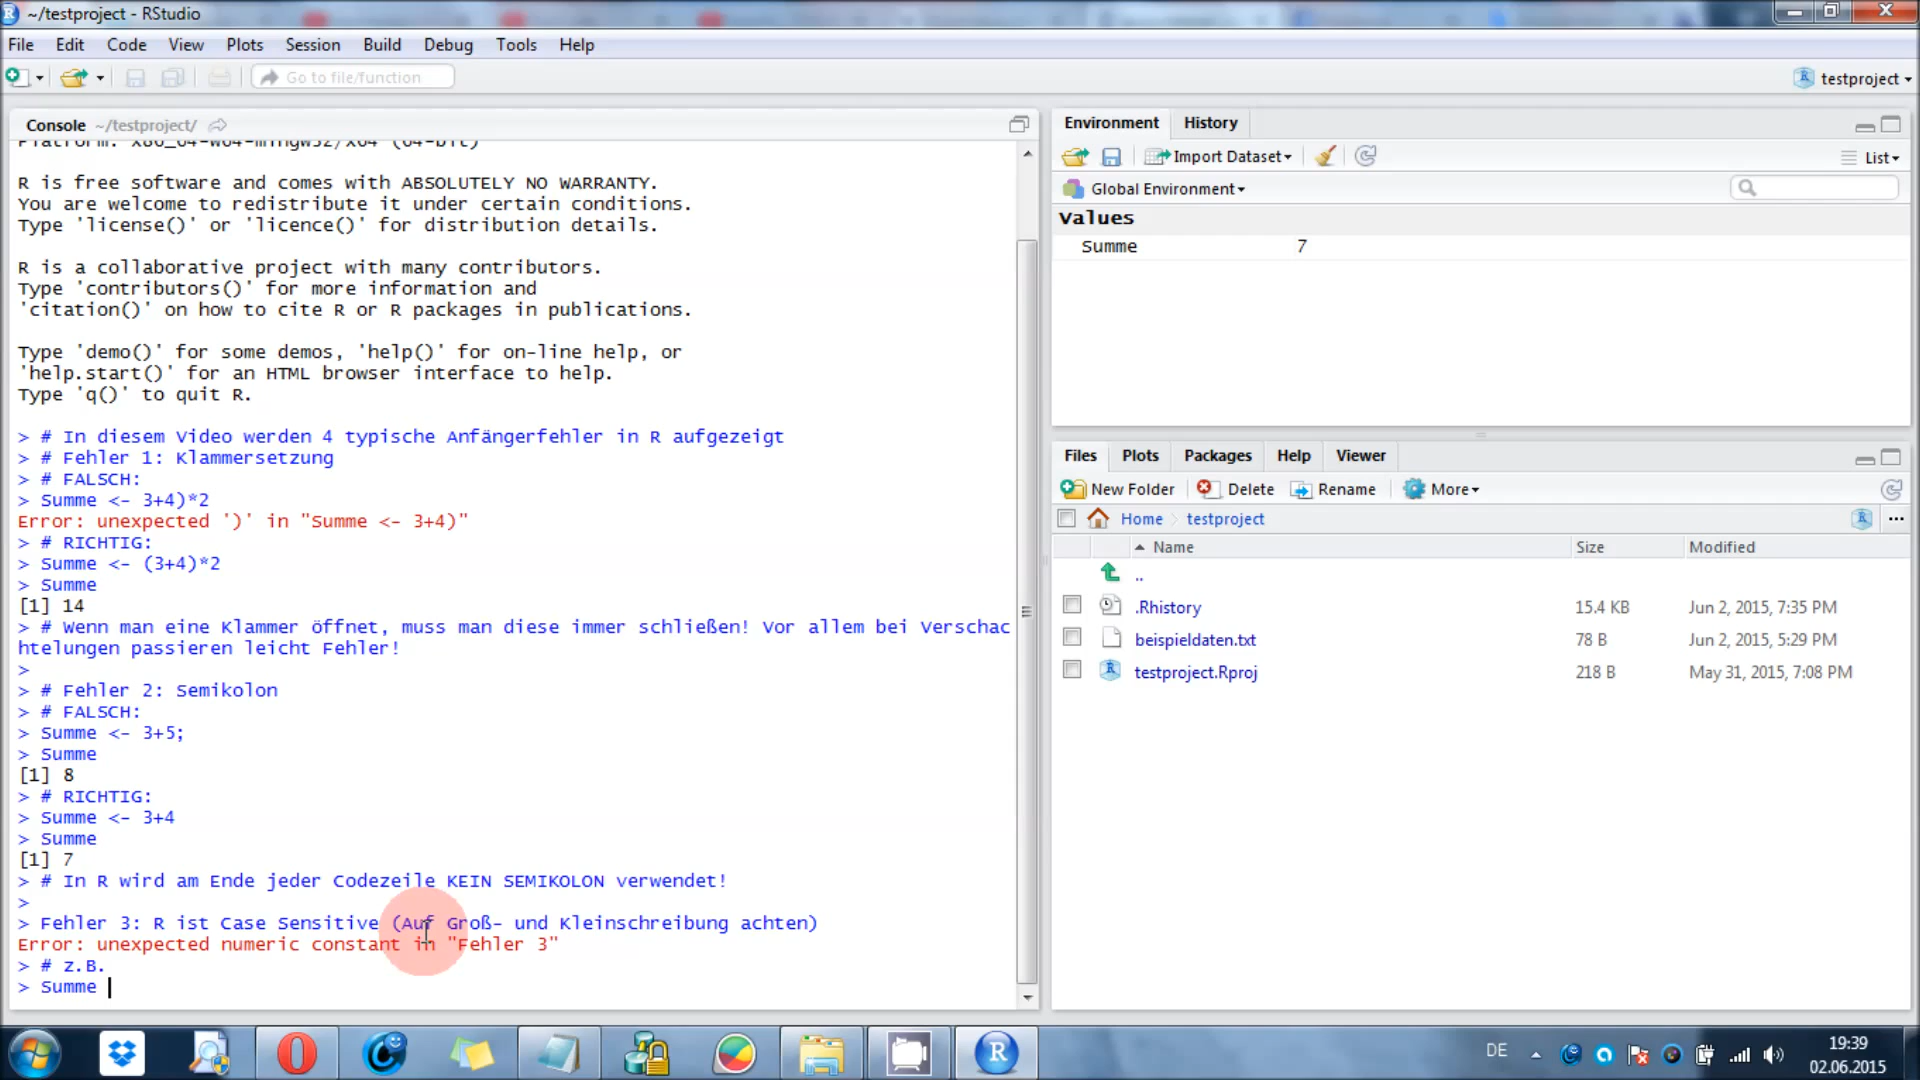 ~/testproject - RStudio
File Edit Code View Plots Session Build Debug Tools Help
Go to file/function
testproject
Console ~/testproject/
Platform: x86_64-w64-mingw32/x64 (64-bit)
R is free software and comes with ABSOLUTELY NO WARRANTY.
You are welcome to redistribute it under certain conditions.
Type 'license()' or 'licence()' for distribution details.
R is a collaborative project with many contributors.
Type 'contributors()' for more information and
'citation()' on how to cite R or R packages in publications.
Type 'demo()' for some demos, 'help()' for on-line help, or
'help.start()' for an HTML browser interface to help.
Type 'q()' to quit R.
> # In diesem Video werden 4 typische Anfängerfehler in R aufgezeigt
> # Fehler 1: Klammersetzung
> # FALSCH:
> Summe <- 3+4)*2
Error: unexpected ')' in "Summe <- 3+4)"
> # RICHTIG:
> Summe <- (3+4)*2
> Summe
[1] 14
> # Wenn man eine Klammer öffnet, muss man diese immer schließen! Vor allem bei Verschac
htelungen passieren leicht Fehler!
>
> # Fehler 2: Semikolon
> # FALSCH:
> Summe <- 3+5;
> Summe
[1] 8
> # RICHTIG:
> Summe <- 3+4
> Summe
[1] 7
> # In R wird am Ende jeder Codezeile KEIN SEMIKOLON verwendet!
>
> Fehler 3: R ist Case Sensitive (Auf Groß- und Kleinschreibung achten)
Error: unexpected numeric constant in "Fehler 3"
> # z.B.
> Summe
Environment History
Import Dataset
List
Global Environment
Values
Summe 7
Files Plots Packages Help Viewer
New Folder Delete Rename More
Home testproject
Name Size Modified
..
.Rhistory 15.4 KB Jun 2, 2015, 7:35 PM
beispieldaten.txt 78 B Jun 2, 2015, 5:29 PM
testproject.Rproj 218 B May 31, 2015, 7:08 PM
DE
19:39
02.06.2015